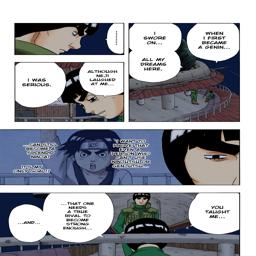 WHEN I
FIRST
BECAME
A GENIN...
I
SWORE
ON...
ALL MY
DREAMS
HERE.
.........
ALTHOUGH
NEJI
LAUGHED
AT ME...
I WAS
SERIOUS.
YOU
TAUGHT
ME...
...THAT ONE
NEEDS
A TRUE
RIVAL TO
BECOME
STRONG
ENOUGH...
...AND...